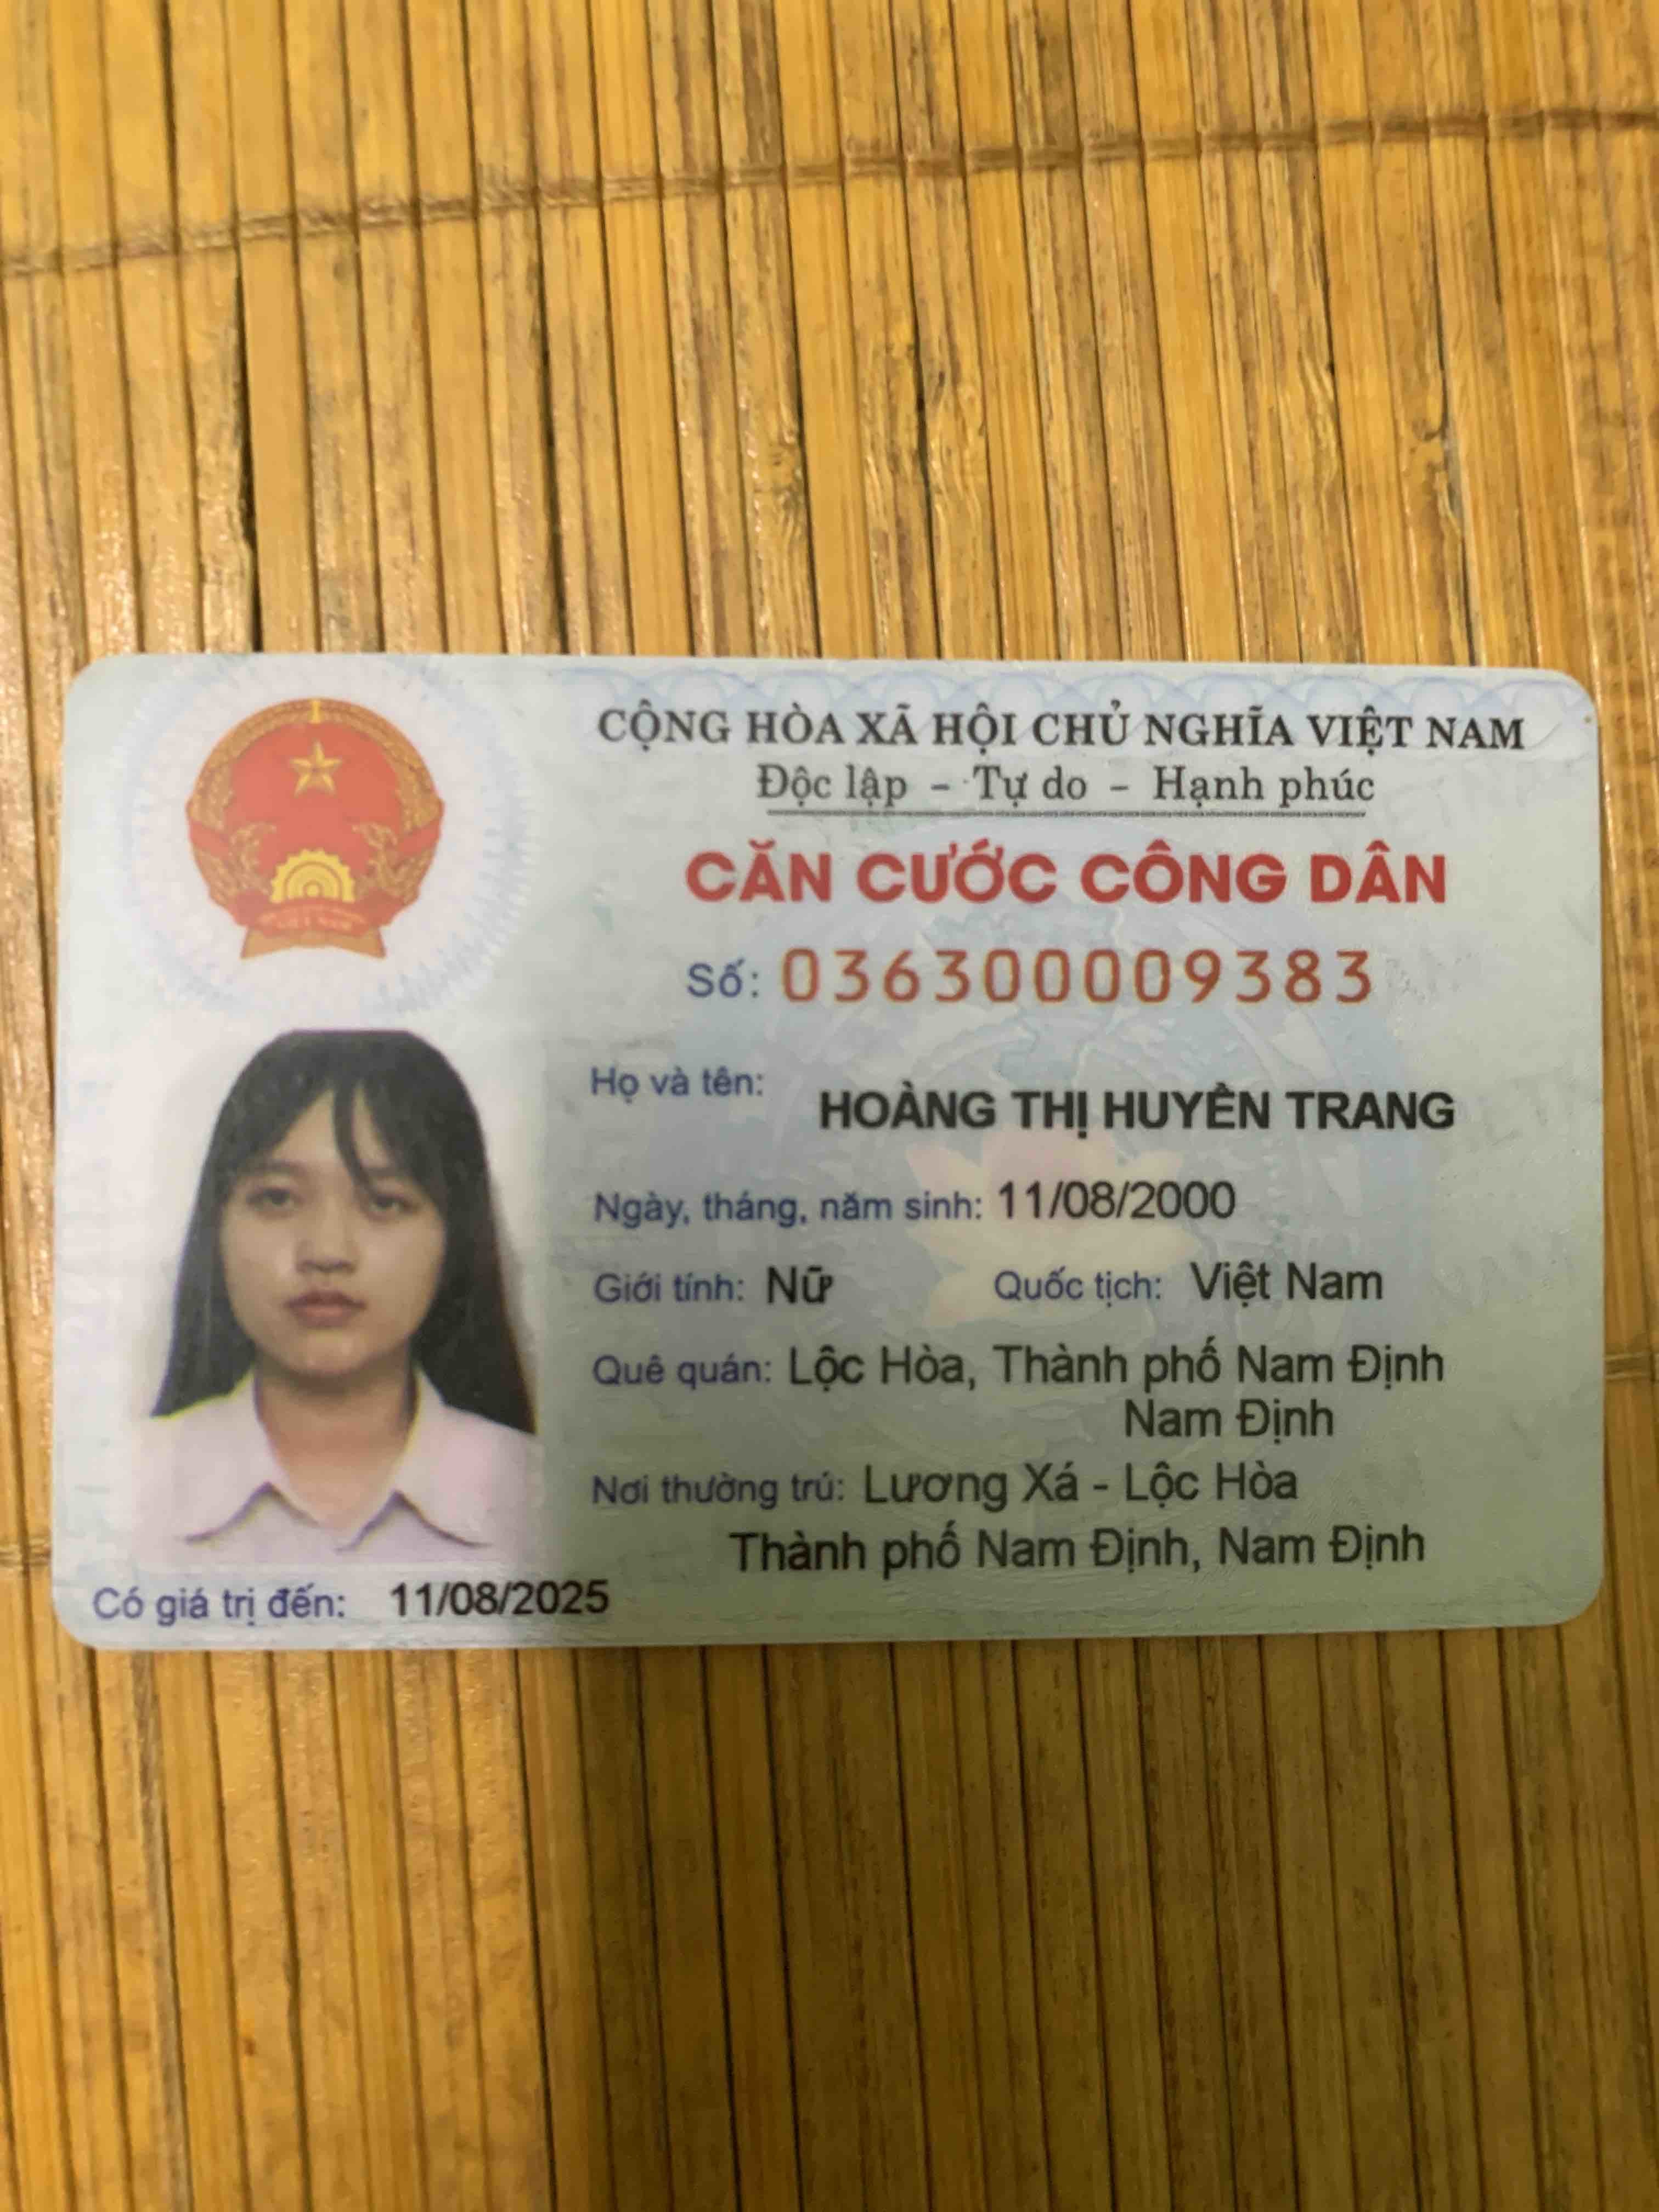 CỘNG HÒA XÃ HỘI CHỦ NGHĨA VIỆT NAM
Độc lập - Tự do - Hạnh phúc
CĂN CƯỚC CÔNG DÂN
Số: 036300009383
Họ và tên: HOÀNG THỊ HUYỀN TRANG
Ngày, tháng, năm sinh: 11/08/2000
Giới tính: Nữ Quốc tịch: Việt Nam
Quê quán: Lộc Hòa, Thành phố Nam Định
Nam Định
Nơi thường trú: Lương Xá - Lộc Hòa
Thành phố Nam Định, Nam Định
Có giá trị đến: 11/08/2025